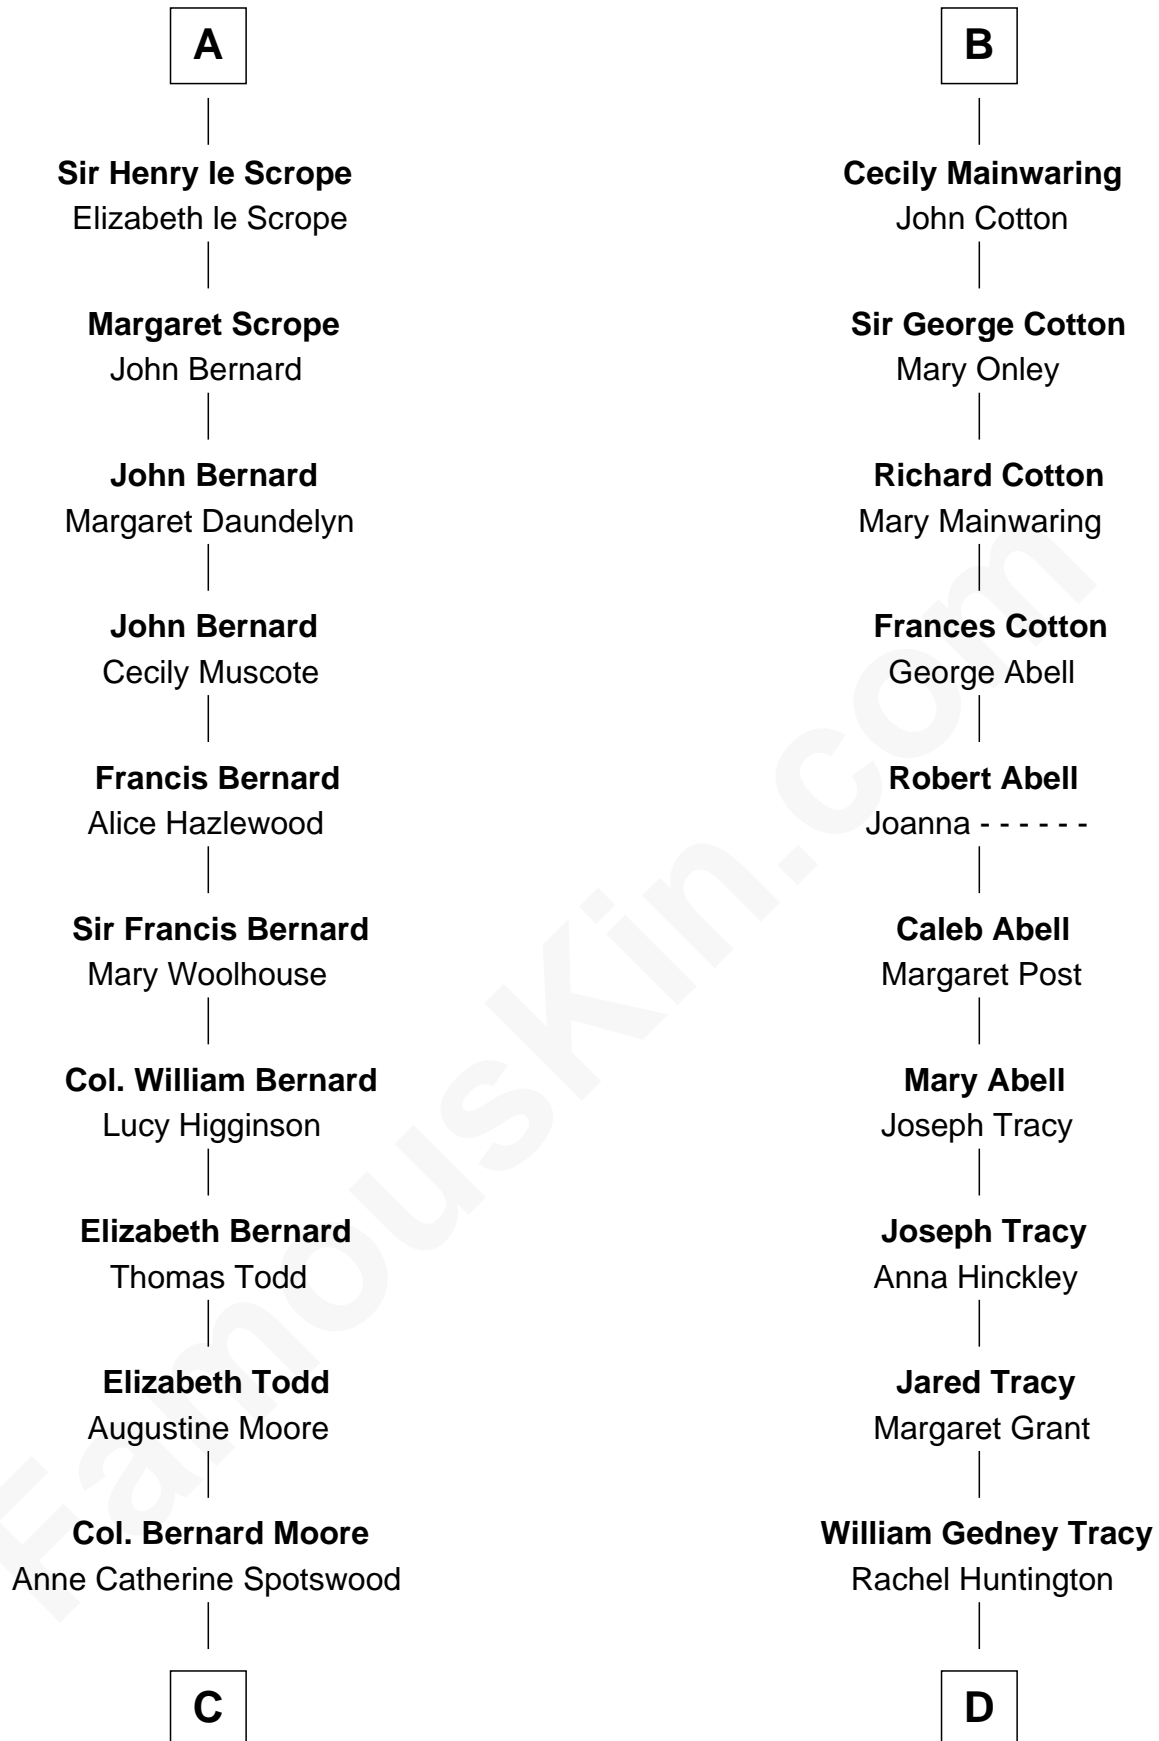 A
Sir Henry le Scrope
Elizabeth le Scrope
Margaret Scrope
John Bernard
John Bernard
Margaret Daundelyn
John Bernard
Cecily Muscote
Francis Bernard
Alice Hazlewood
Sir Francis Bernard
Mary Woolhouse
Col. William Bernard
Lucy Higginson
Elizabeth Bernard
Thomas Todd
Elizabeth Todd
Augustine Moore
Col. Bernard Moore
Anne Catherine Spotswood
C
B
Cecily Mainwaring
John Cotton
Sir George Cotton
Mary Onley
Richard Cotton
Mary Mainwaring
Frances Cotton
George Abell
Robert Abell
Joanna - - - - - -
Caleb Abell
Margaret Post
Mary Abell
Joseph Tracy
Joseph Tracy
Anna Hinckley
Jared Tracy
Margaret Grant
William Gedney Tracy
Rachel Huntington
D
FamousKin.com